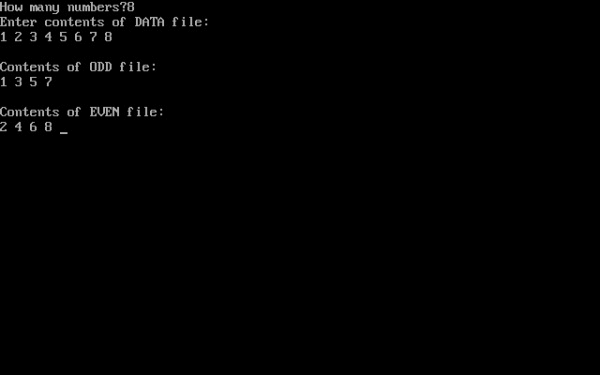 How many numbers?8
Enter contents of DATA file:
1 2 3 4 5 6 7 8
Contents of ODD file:
1 3 5 7
Contents of EVEN file:
2 4 6 8 _